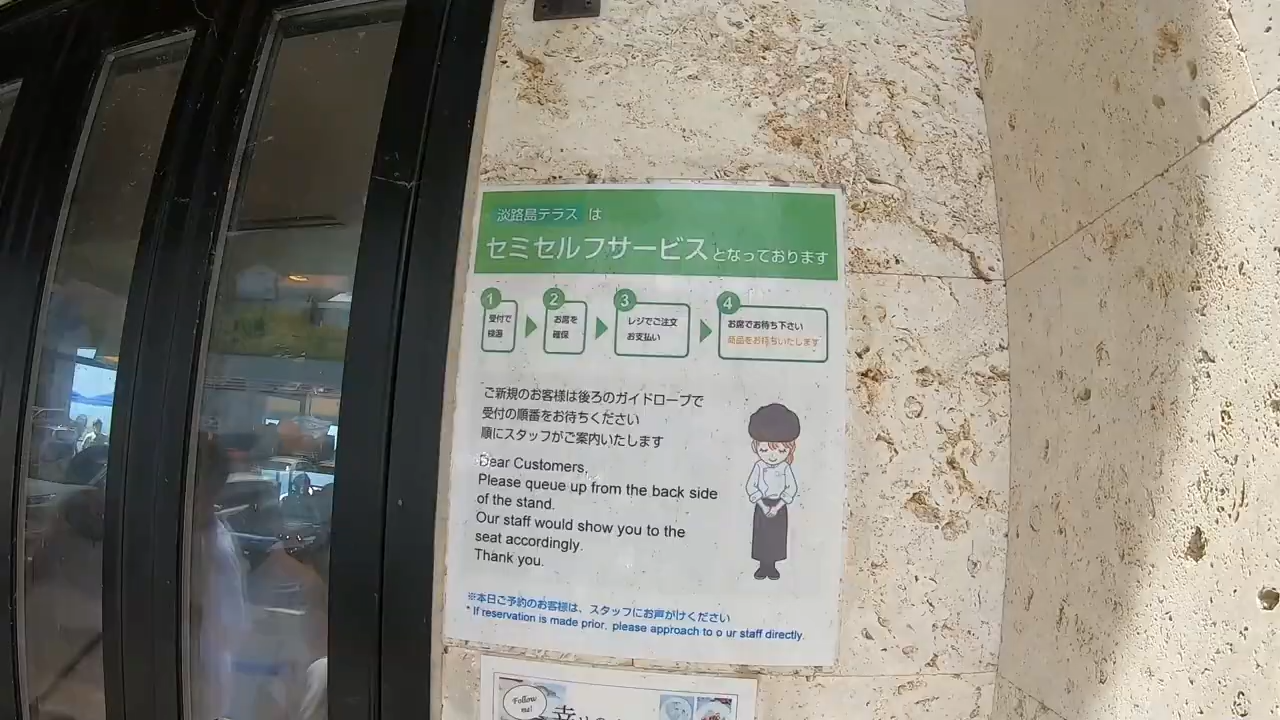 淡路島テラス は
セミセルフサービスとなっております
1
受付で
検温
2
お席を
確保
3
レジでご注文
お支払い
4
お席でお待ち下さい
商品をお持ちいたします
ご新規のお客様は後ろのガイドロープで
受付の順番をお待ちください
順にスタッフがご案内いたします
Dear Customers,
Please queue up from the back side
of the stand.
Our staff would show you to the
seat accordingly.
Thank you.
※本日ご予約のお客様は、スタッフにお声がけください
* If reservation is made prior, please approach to o ur staff directly.
Follow
me!